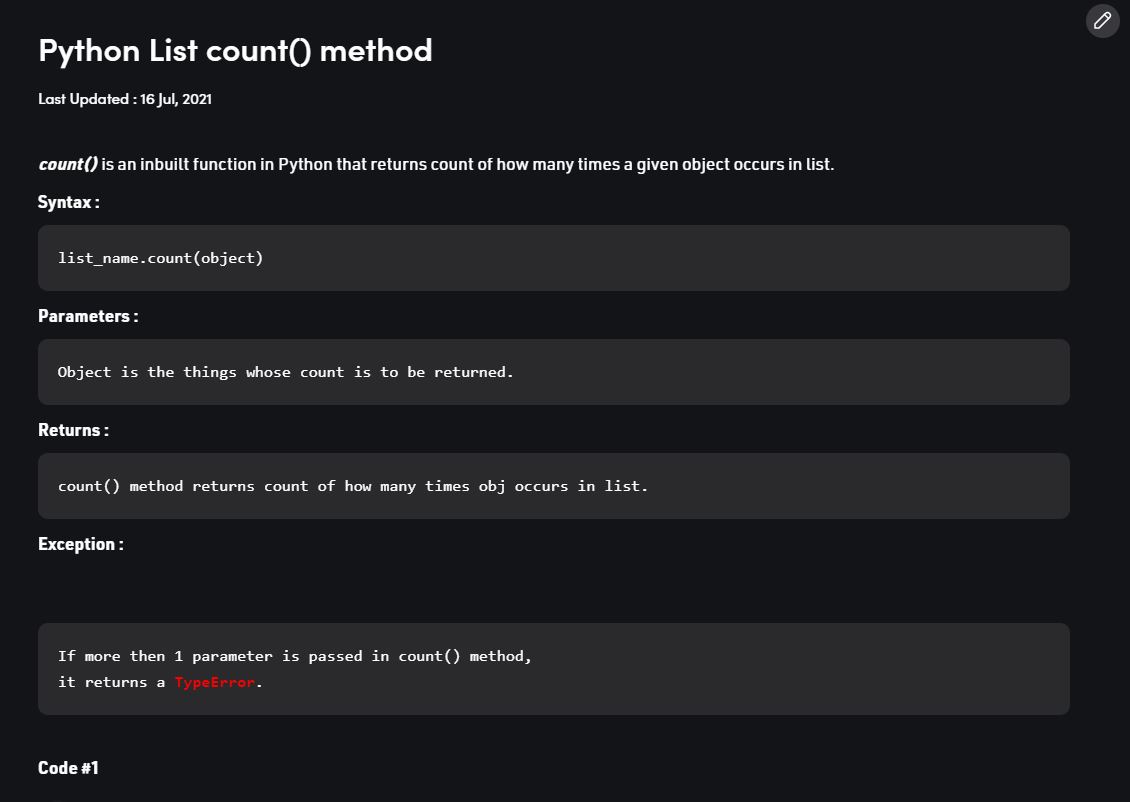 Python List count() method
Last Updated : 16 Jul, 2021
count() is an inbuilt function in Python that returns count of how many times a given object occurs in list.
Syntax :
list_name.count(object)
Parameters :
Object is the things whose count is to be returned.
Returns :
count() method returns count of how many times obj occurs in list.
Exception :
If more then 1 parameter is passed in count() method,
it returns a TypeError.
Code #1